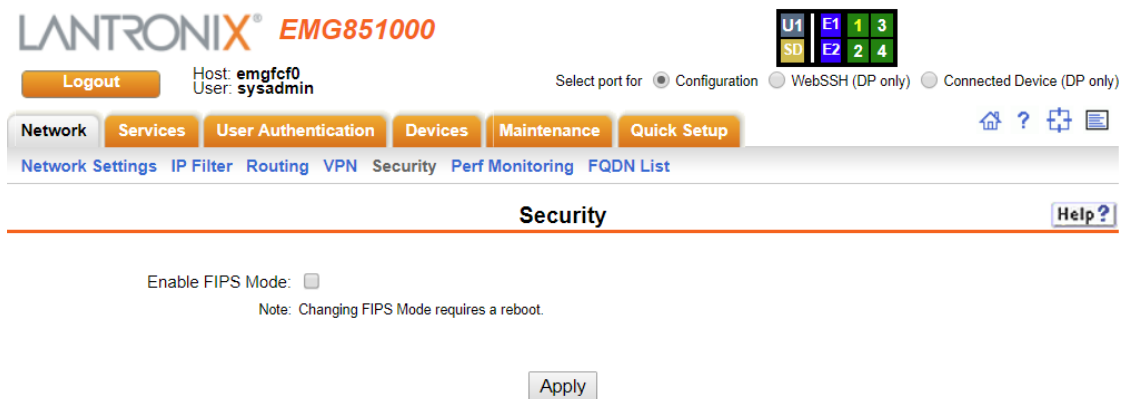 LANTRONIX® EMG851000
U1 E1 1 3
SD E2 2 4
Logout
Host: emgfcf0
User: sysadmin
Select port for Configuration WebSSH (DP only) Connected Device (DP only)
Network Services User Authentication Devices Maintenance Quick Setup
?
Network Settings IP Filter Routing VPN Security Perf Monitoring FQDN List
Security
Help?
Enable FIPS Mode:
Note: Changing FIPS Mode requires a reboot.
Apply